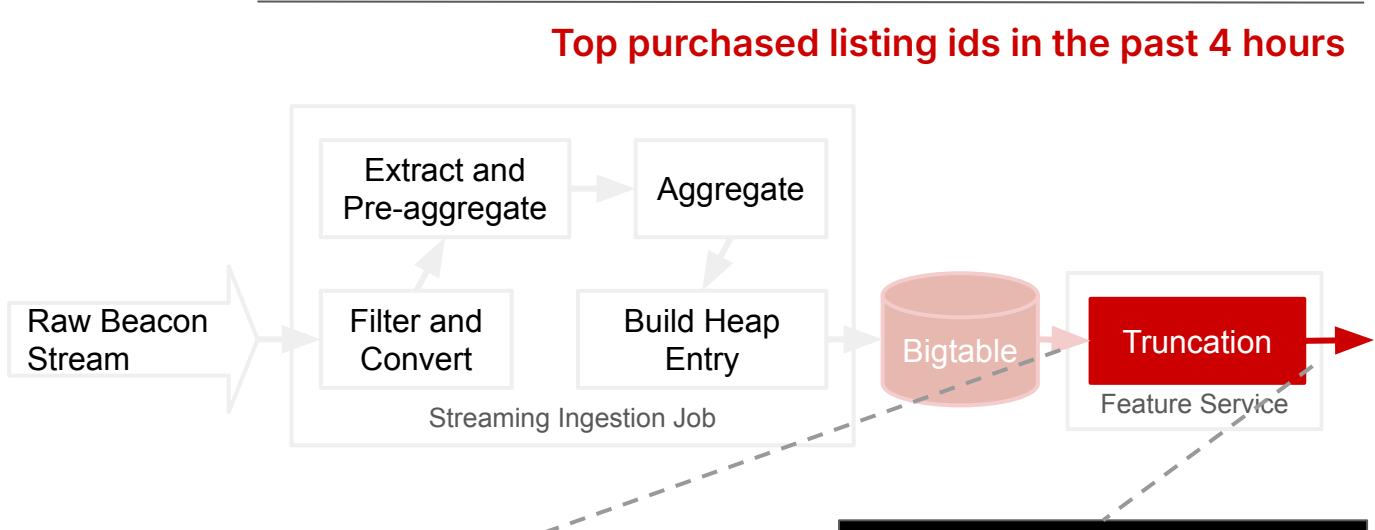 Top purchased listing ids in the past 4 hours
Extract and
Pre-aggregate
Aggregate
Raw Beacon
Stream
Filter and
Convert
Build Heap
Entry
Bigtable
Truncation
Streaming Ingestion Job
Feature Service